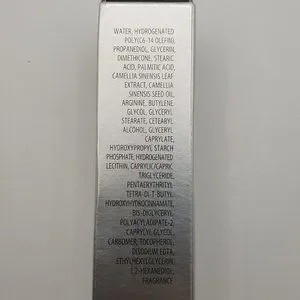 WATER, HYDROGENATED
POLY(C6-14 OLEFIN),
PROPANEDIOL, GLYCERIN,
DIMETHICONE, STEARIC
ACID, PALMITIC ACID,
CAMELLIA SINENSIS LEAF
EXTRACT, CAMELLIA
SINENSIS SEED OIL,
ARGININE, BUTYLENE
GLYCOL, GLYCERYL
STEARATE, CETEARYL
ALCOHOL, GLYCERYL
CAPRYLATE,
HYDROXYPROPYL STARCH
PHOSPHATE, HYDROGENATED
LECITHIN, CAPRYLIC/CAPRIC
TRIGLYCERIDE,
PENTAERYTHRITYL
TETRA-DI-T-BUTYL
HYDROXYHYDROCINNAMATE,
BIS-DIGLYCERYL
POLYACYLADIPATE-2,
CAPRYLYL GLYCOL,
CARBOMER, TOCOPHEROL,
DISODIUM EDTA,
ETHYLHEXYLGLYCERIN,
1,2-HEXANEDIOL,
FRAGRANCE